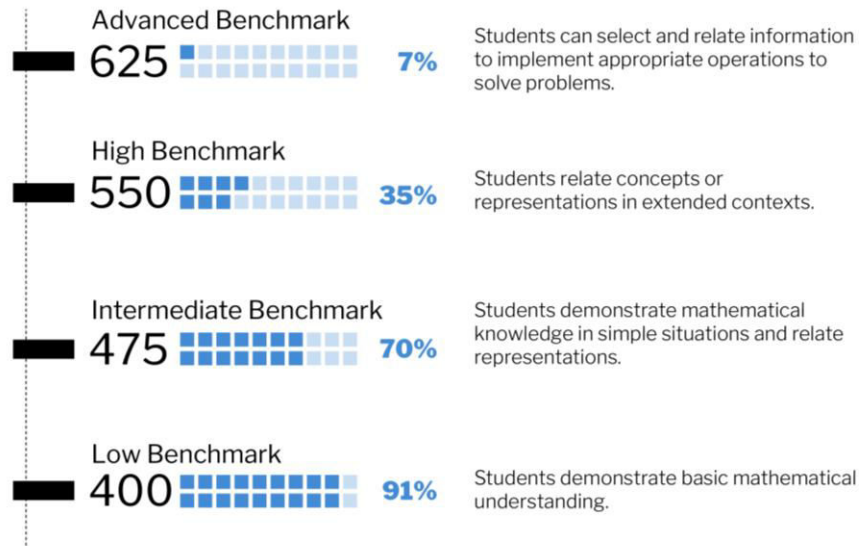 Advanced Benchmark
625
7%
Students can select and relate information
to implement appropriate operations to
solve problems.
High Benchmark
550
35%
Students relate concepts or
representations in extended contexts.
Intermediate Benchmark
475
70%
Students demonstrate mathematical
knowledge in simple situations and relate
representations.
Low Benchmark
400
91%
Students demonstrate basic mathematical
understanding.